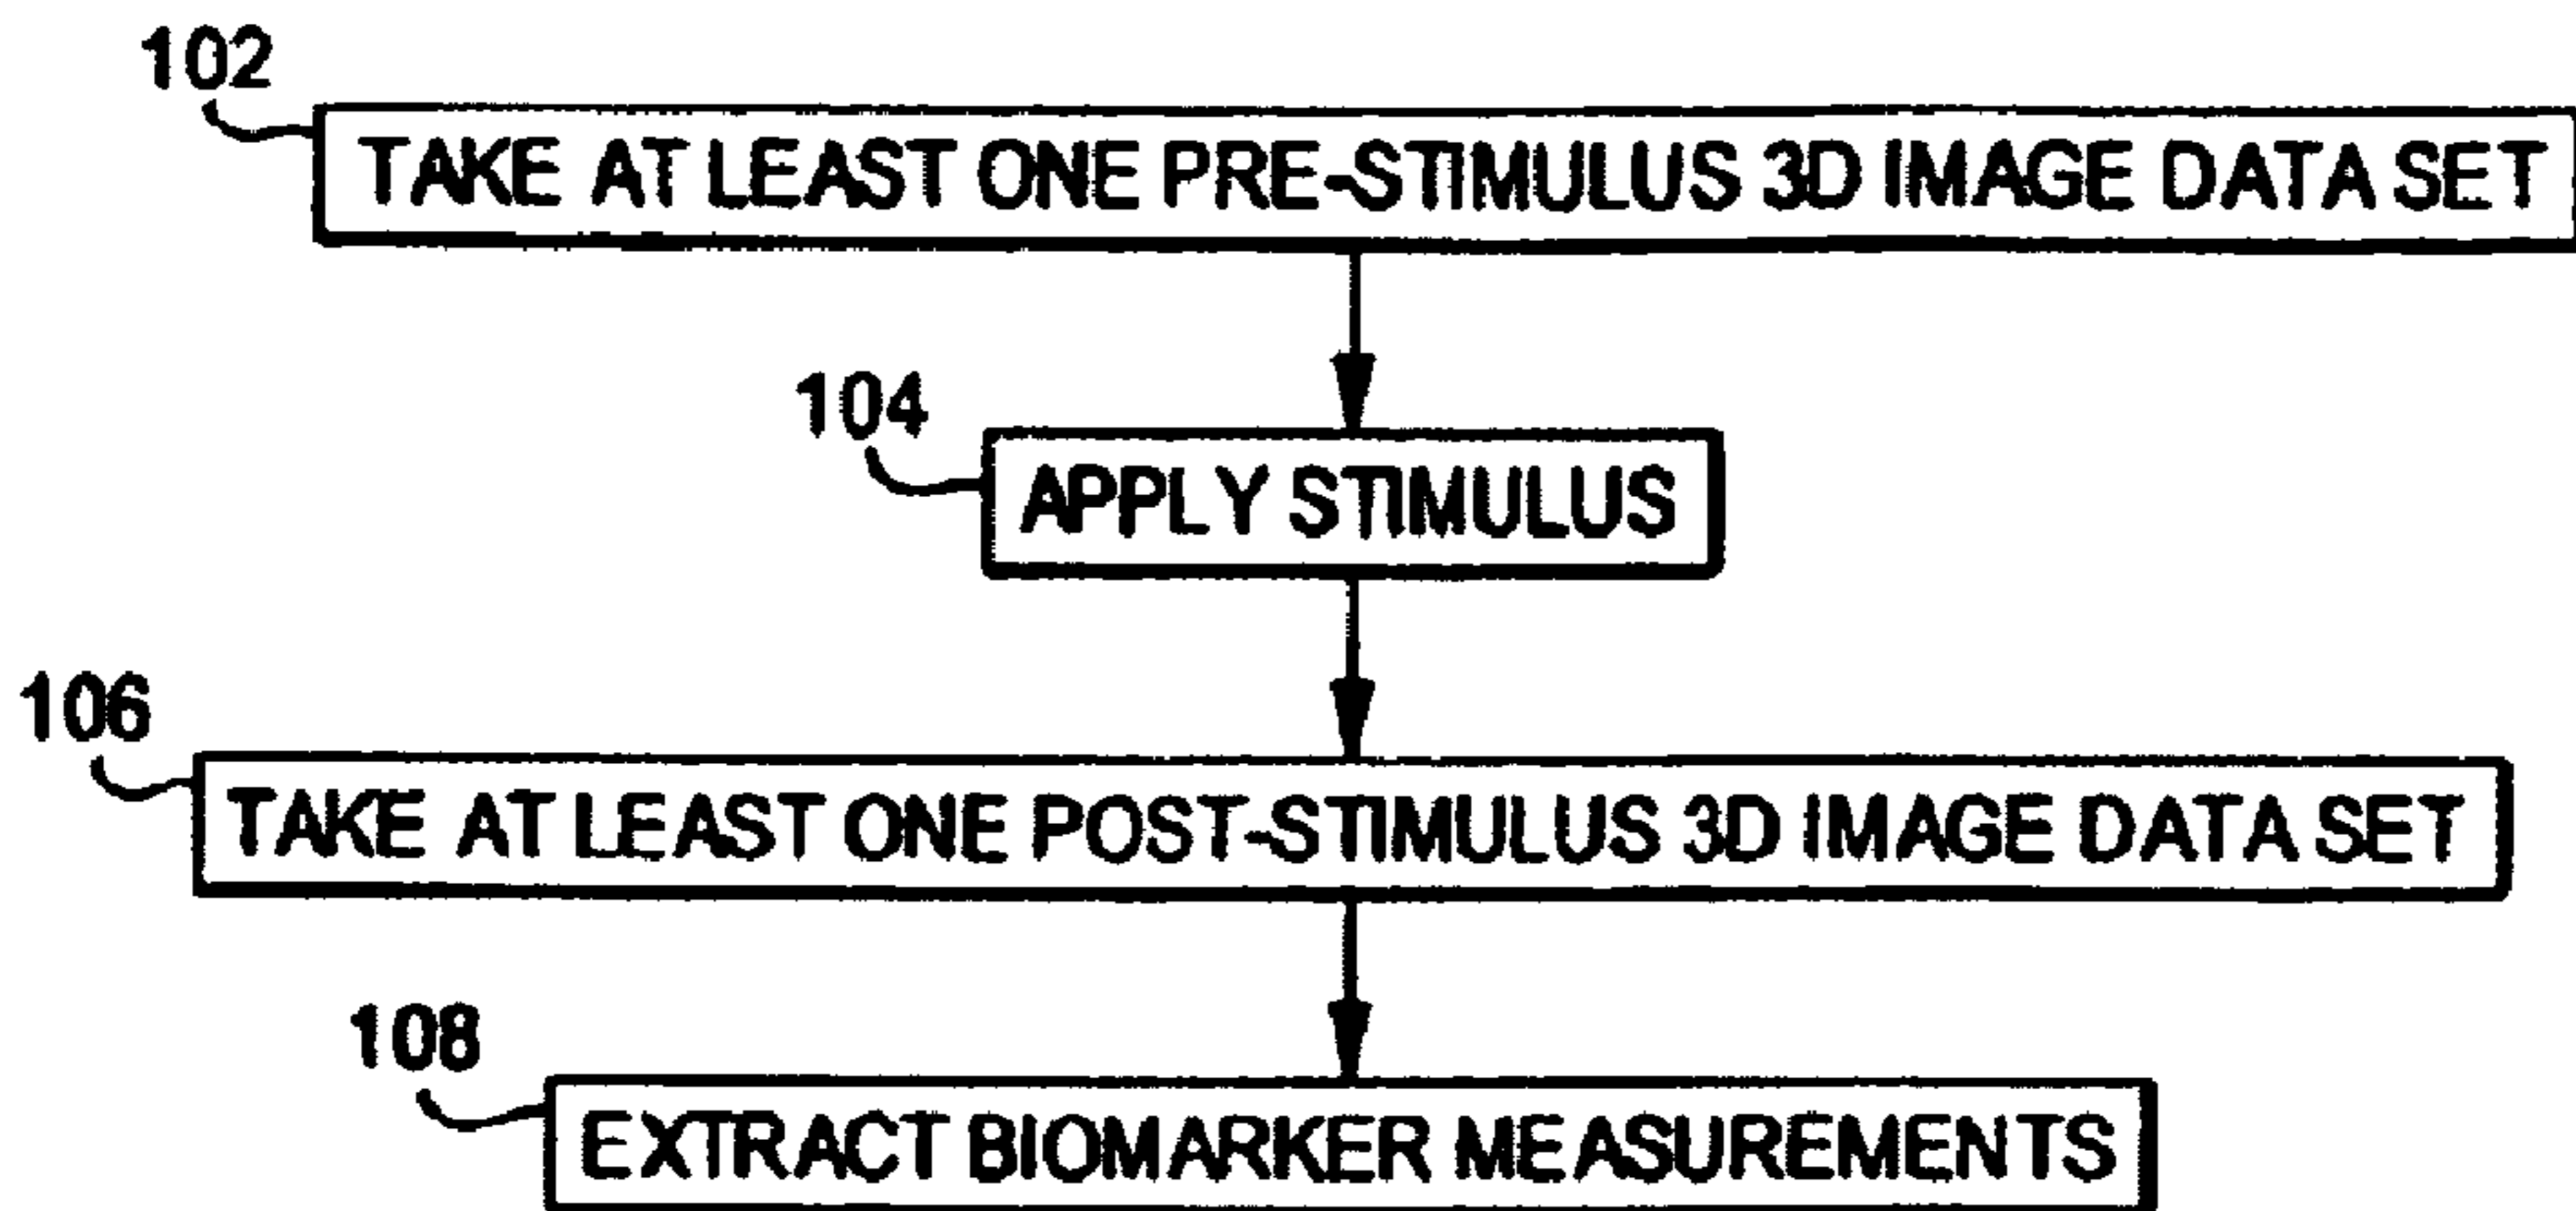 102
TAKE AT LEAST ONE PRE-STIMULUS 3D IMAGE DATA SET
104
APPLY STIMULUS
106
TAKE AT LEAST ONE POST-STIMULUS 3D IMAGE DATA SET
108
EXTRACT BIOMARKER MEASUREMENTS